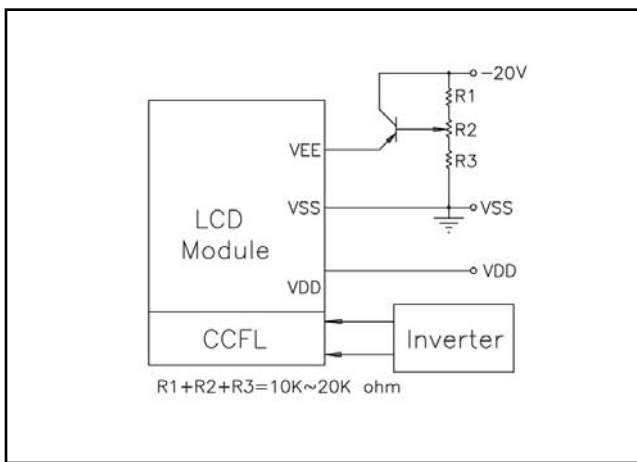 −20V
R1
R2
R3
VEE
VSS
VSS
LCD
Module
VDD
VDD
CCFL
Inverter
R1+R2+R3=10K~20K ohm